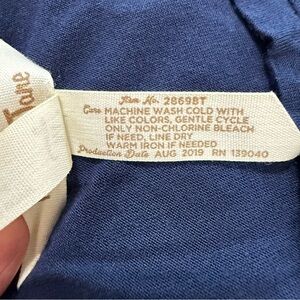 Jane
Item No. 28698T
Care MACHINE WASH COLD WITH
LIKE COLORS, GENTLE CYCLE
ONLY NON-CHLORINE BLEACH
IF NEED, LINE DRY
WARM IRON IF NEEDED
Production Date AUG 2019 RN 139040